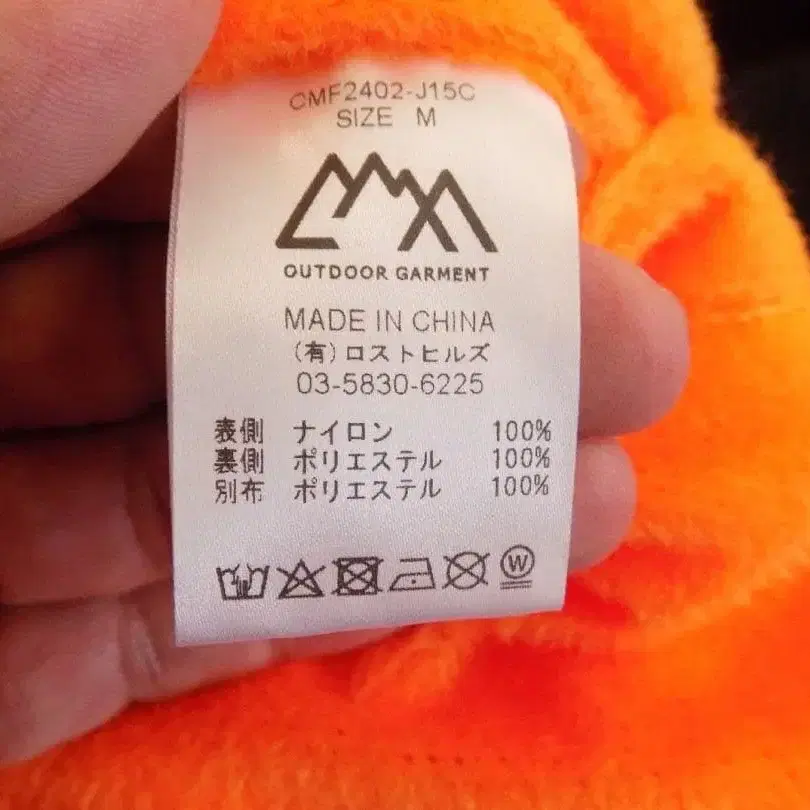 CMF2402-J15C
SIZE M
OUTDOOR GARMENT
MADE IN CHINA
(有)ロストヒルズ
03-5830-6225
表側 ナイロン 100%
裏側 ポリエステル 100%
別布 ポリエステル 100%
W